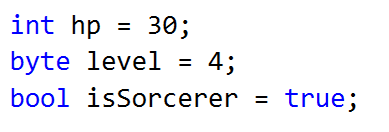 int hp = 30;
byte level = 4;
bool isSorcerer = true;